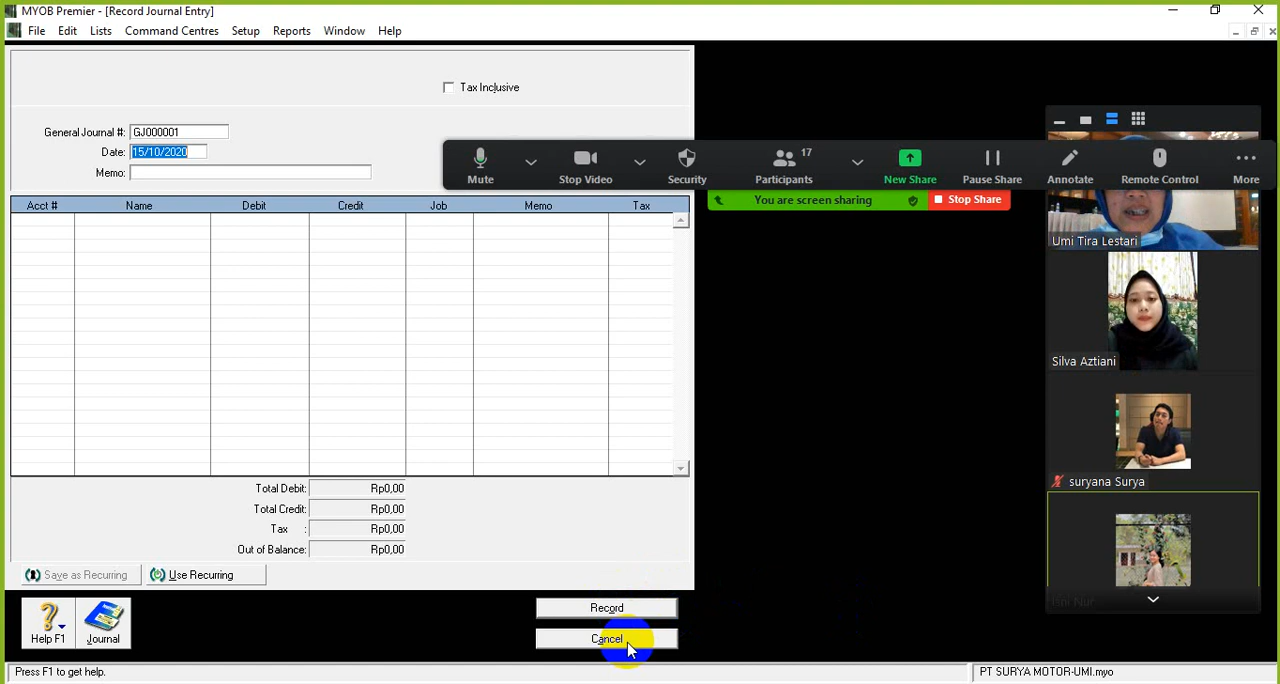 MYOB Premier - [Record Journal Entry]
File Edit Lists Command Centres Setup Reports Window Help
Tax Inclusive
General Journal #: GJ000001
Date: 15/10/2020
Memo:
Mute Stop Video Security Participants 17 New Share Pause Share Annotate Remote Control More
You are screen sharing Stop Share
Acct # Name Debit Credit Job Memo Tax
Umi Tira Lestari
Silva Aztiani
suryana Surya
Total Debit: Rp0,00
Total Credit: Rp0,00
Tax : Rp0,00
Out of Balance: Rp0,00
Save as Recurring Use Recurring
Help F1 Journal
Record
Cancel
Press F1 to get help. PT SURYA MOTOR-UMI.myo